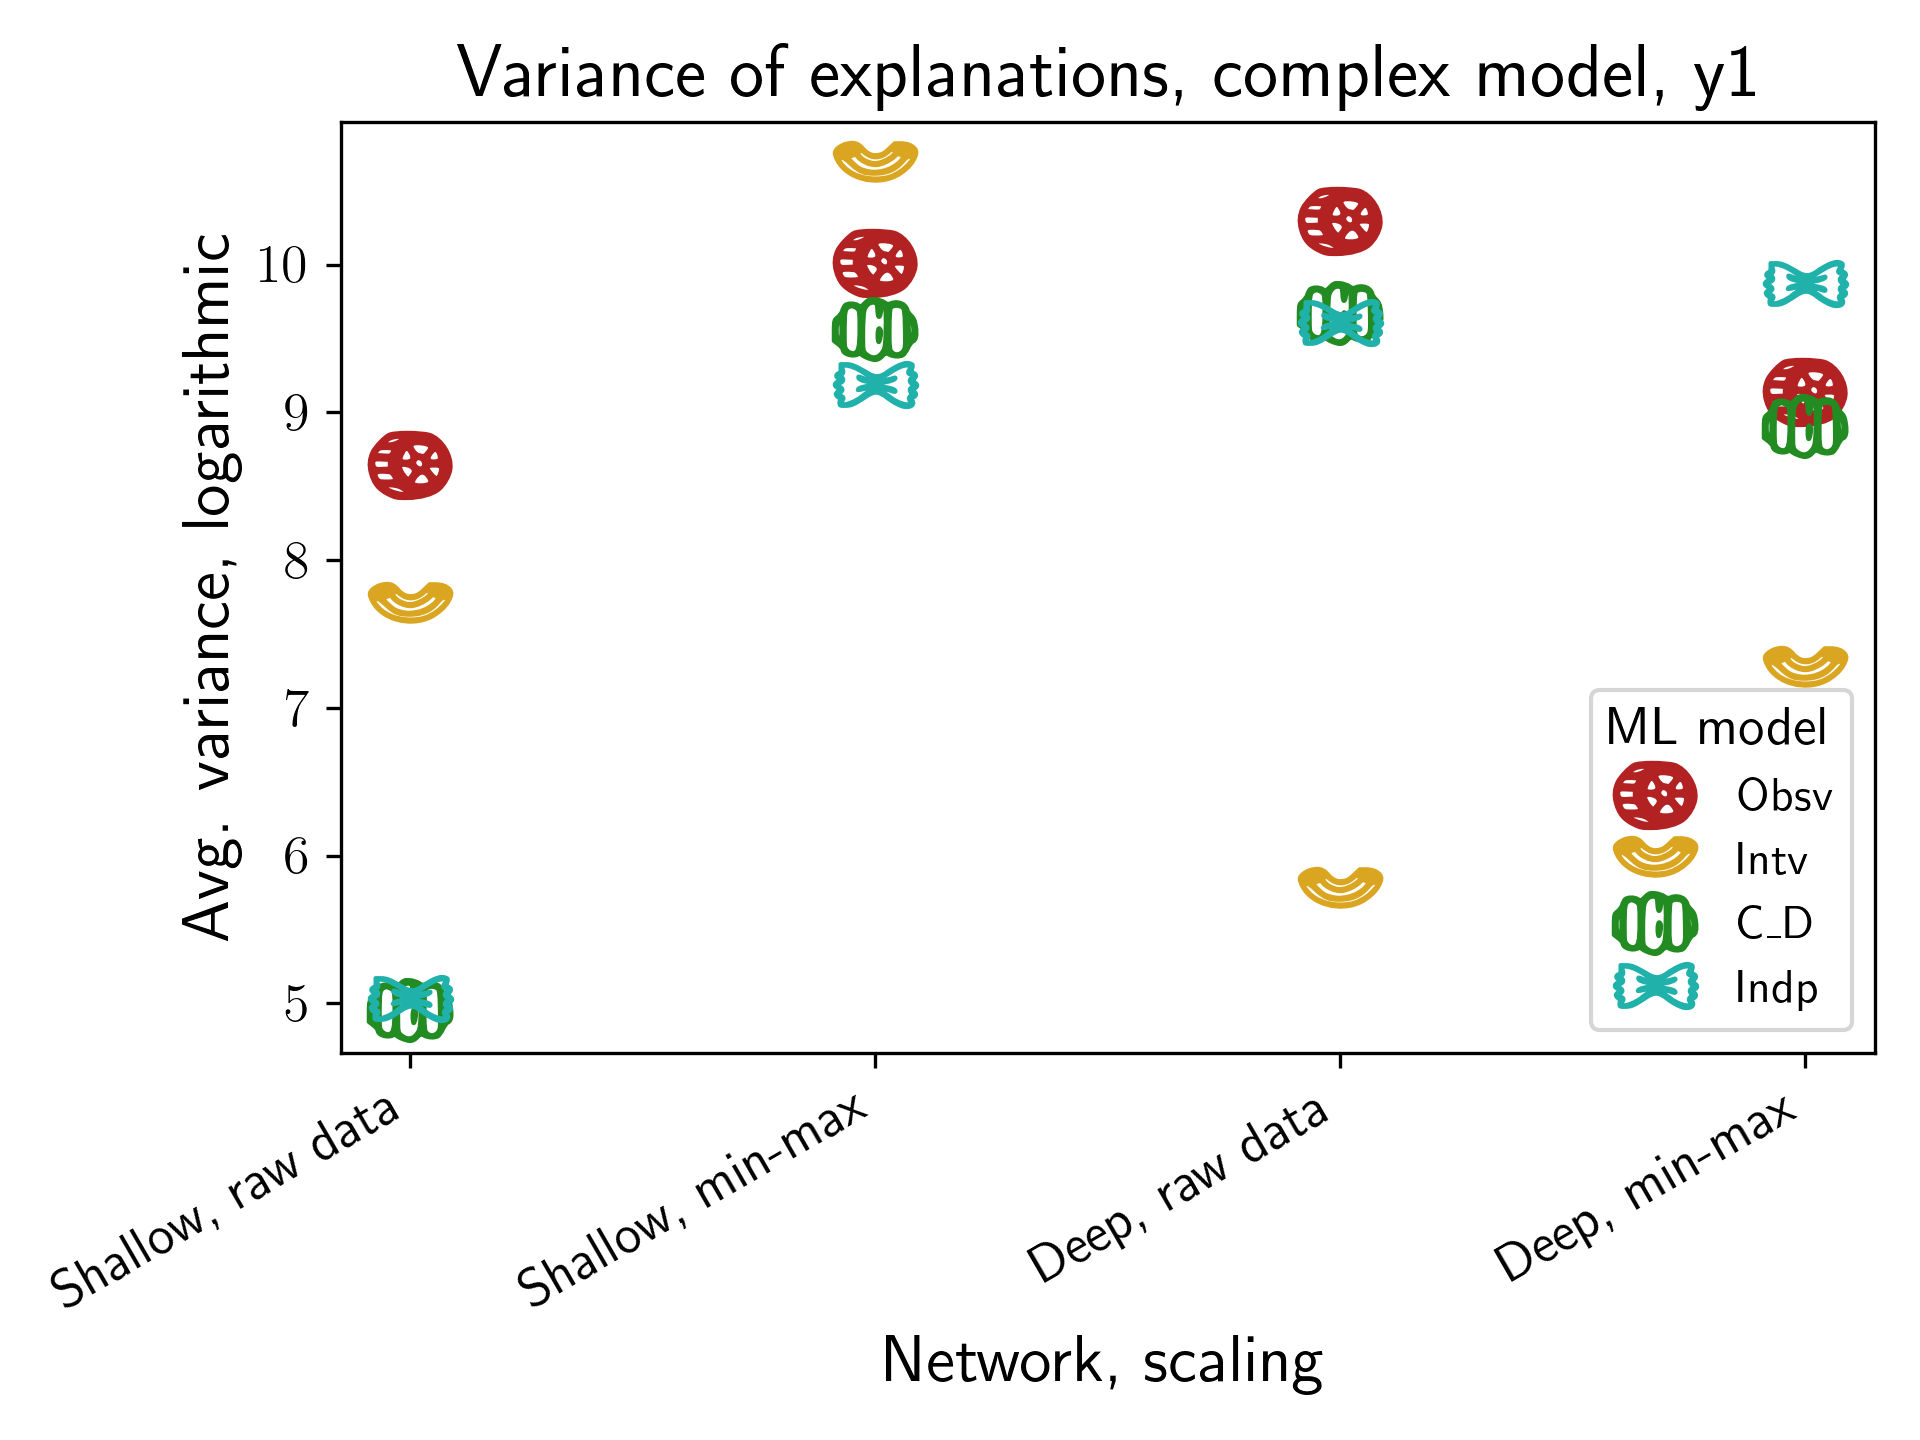 Variance of explanations, complex model, y1
Avg. variance, logarithmic
10
9
8
7
6
5
ML model
Obsv
Intv
C_D
Indp
Shallow, raw data
Shallow, min-max
Deep, raw data
Deep, min-max
Network, scaling